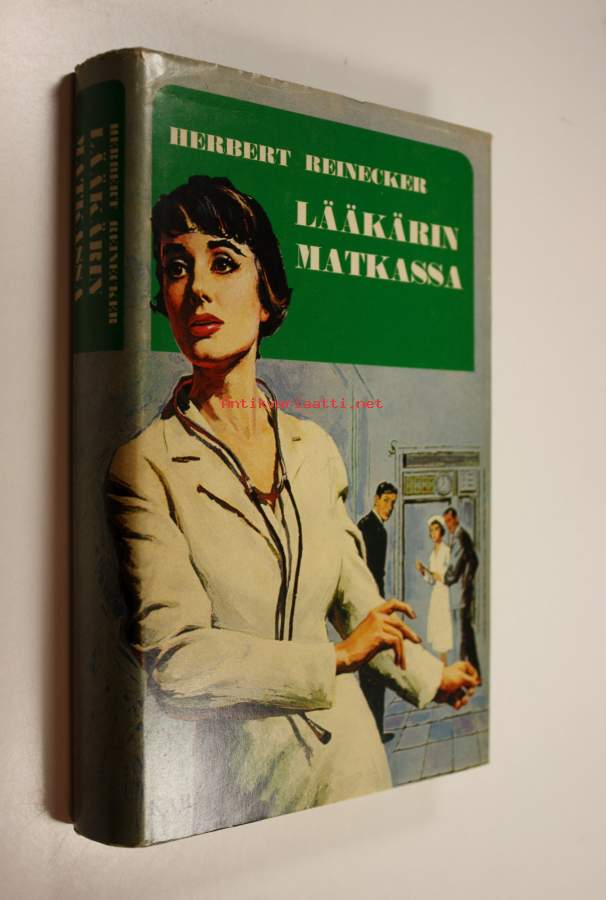 HERBERT REINECKER
LÄÄKÄRIN
MATKASSA
HERBERT REINECKER
LÄÄKÄRIN
MATKASSA
Antikvariaatti.net